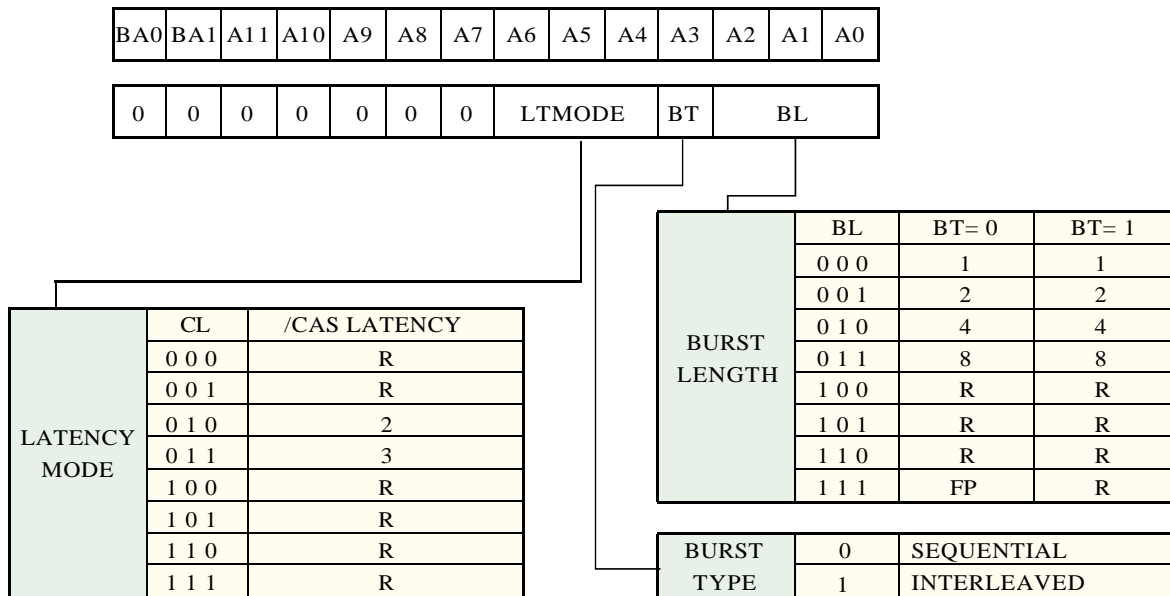 BA0 BA1 A11 A10 A9 A8 A7 A6 A5 A4 A3 A2 A1 A0
0 0 0 0 0 0 0 LTMODE BT BL
BURST LENGTH
BL BT= 0 BT= 1
0 0 0 1 1
0 0 1 2 2
0 1 0 4 4
0 1 1 8 8
1 0 0 R R
1 0 1 R R
1 1 0 R R
1 1 1 FP R
LATENCY MODE
CL /CAS LATENCY
0 0 0 R
0 0 1 R
0 1 0 2
0 1 1 3
1 0 0 R
1 0 1 R
1 1 0 R
1 1 1 R
BURST TYPE
0 SEQUENTIAL
1 INTERLEAVED